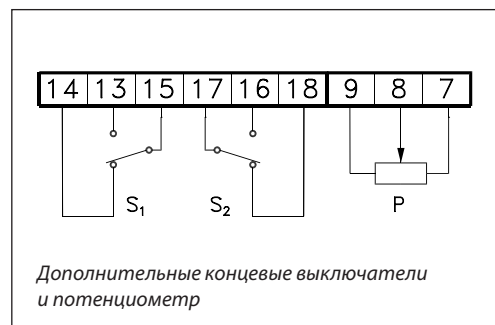 14 13 15 17 16 18 9 8 7
S₁ S₂ P
Дополнительные концевые выключатели
и потенциометр